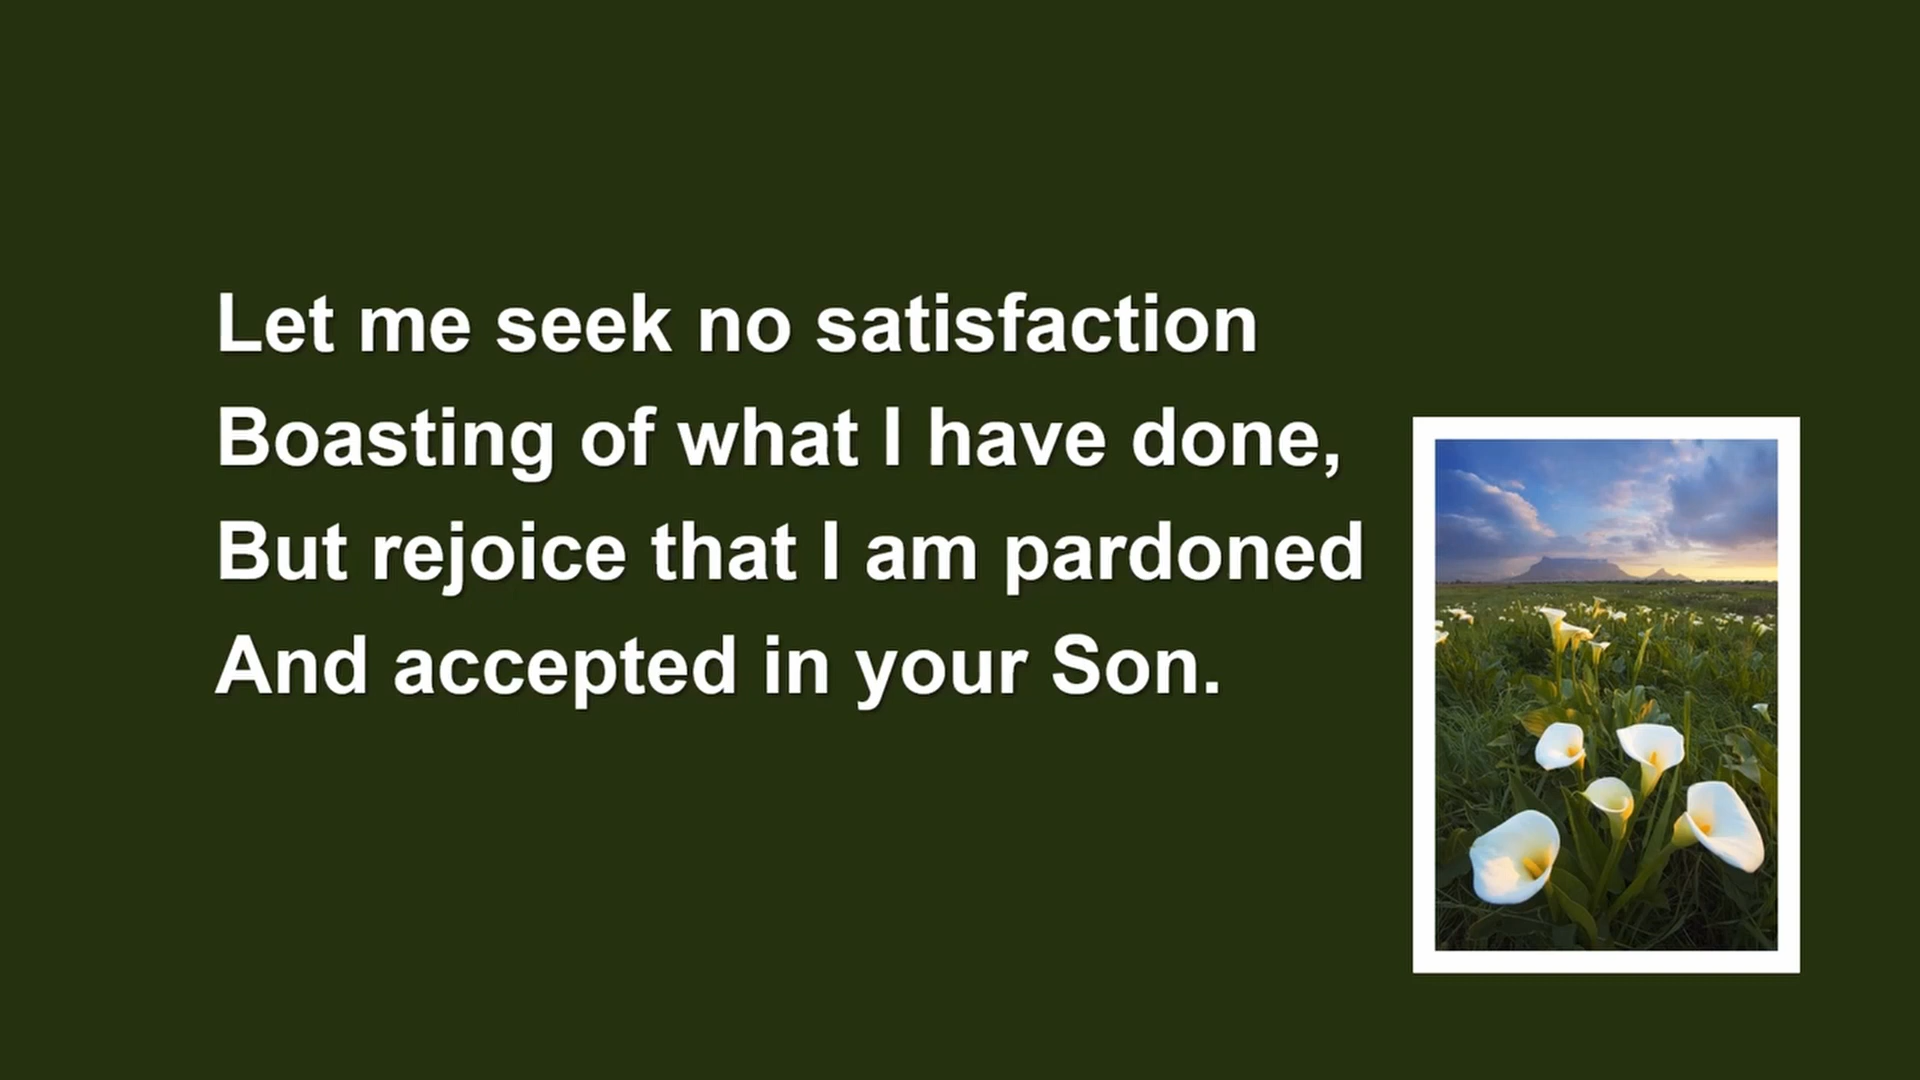 Let me seek no satisfaction
Boasting of what I have done,
But rejoice that I am pardoned
And accepted in your Son.